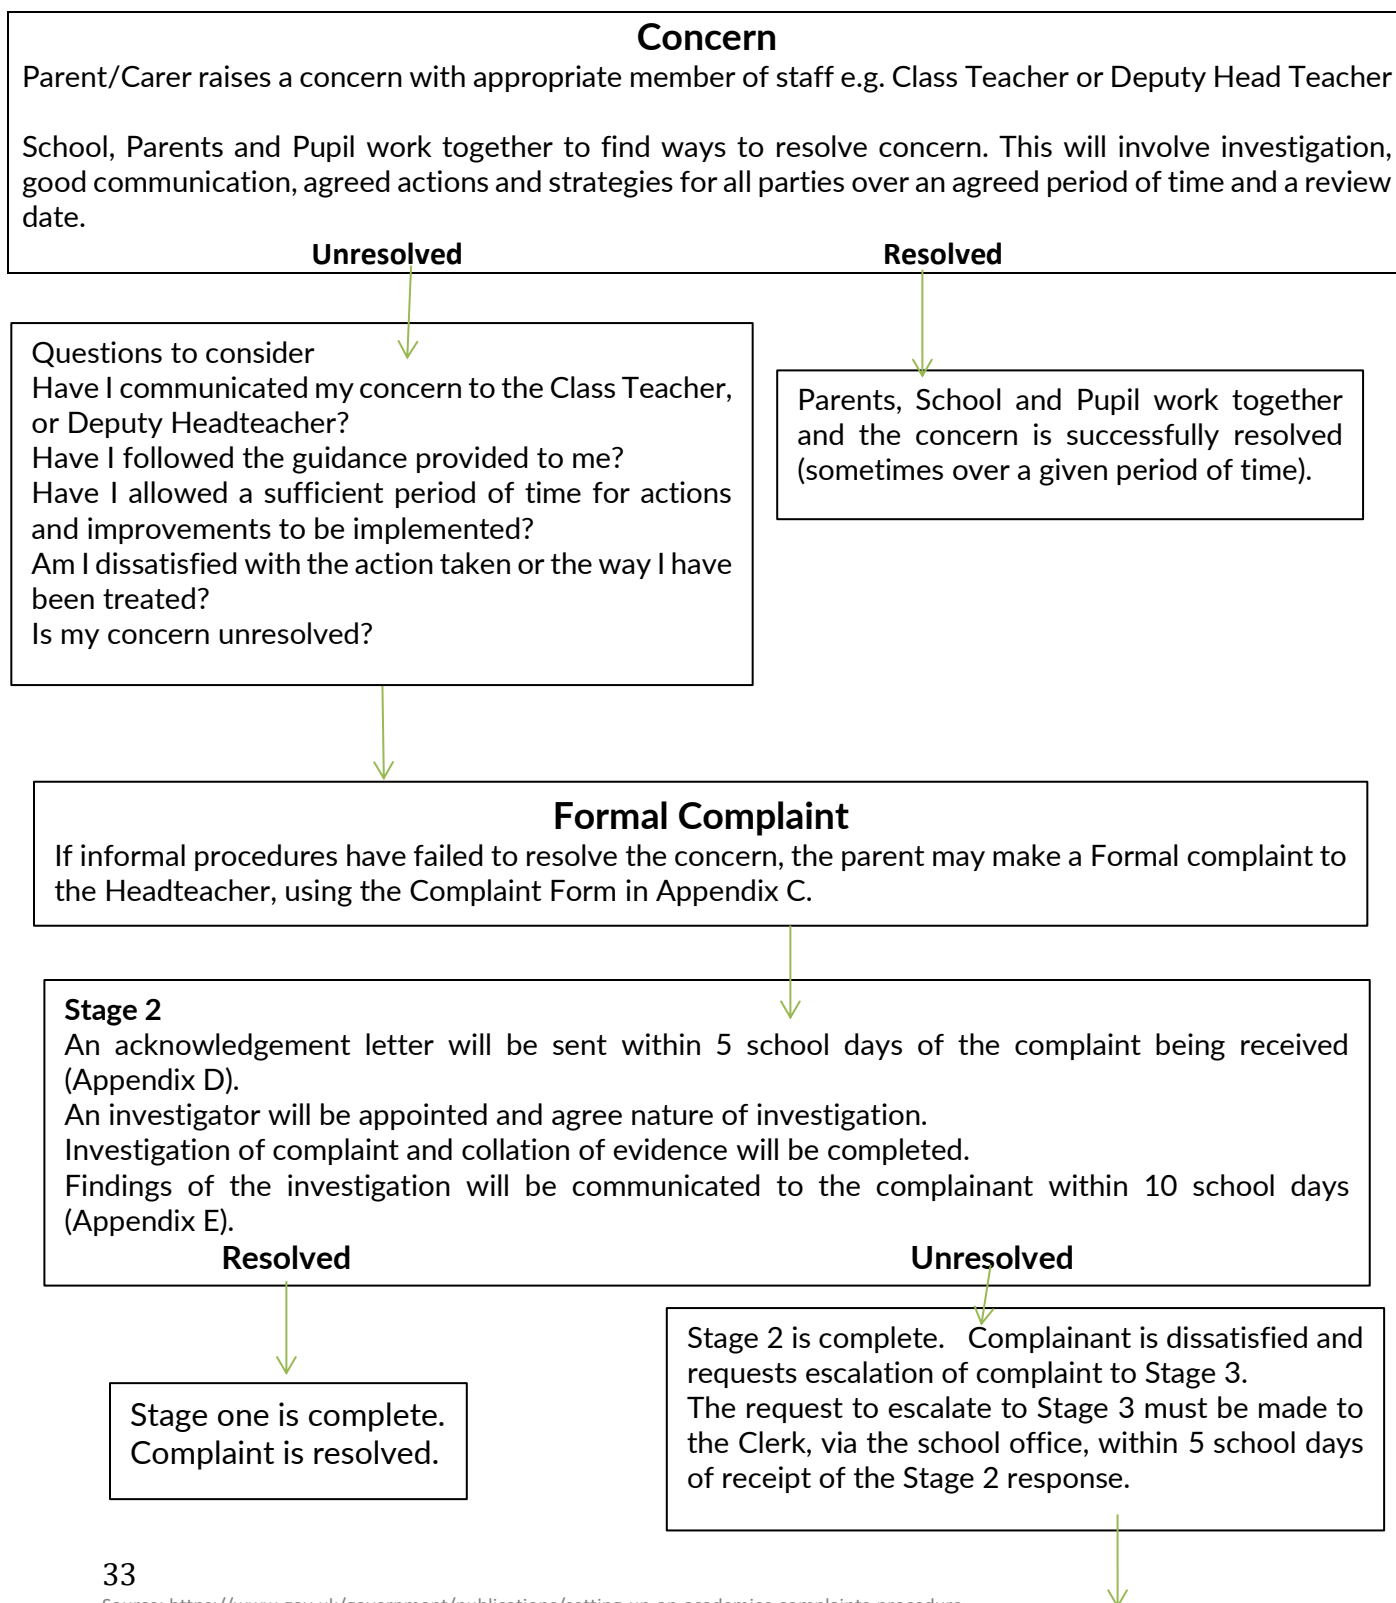 Concern
Parent/Carer raises a concern with appropriate member of staff e.g. Class Teacher or Deputy Head Teacher
School, Parents and Pupil work together to find ways to resolve concern. This will involve investigation,
good communication, agreed actions and strategies for all parties over an agreed period of time and a review
date.
Unresolved
Resolved
Questions to consider
Have I communicated my concern to the Class Teacher,
or Deputy Headteacher?
Have I followed the guidance provided to me?
Have I allowed a sufficient period of time for actions
and improvements to be implemented?
Am I dissatisfied with the action taken or the way I have
been treated?
Is my concern unresolved?
Parents, School and Pupil work together
and the concern is successfully resolved
(sometimes over a given period of time).
Formal Complaint
If informal procedures have failed to resolve the concern, the parent may make a Formal complaint to
the Headteacher, using the Complaint Form in Appendix C.
Stage 2
An acknowledgement letter will be sent within 5 school days of the complaint being received
(Appendix D).
An investigator will be appointed and agree nature of investigation.
Investigation of complaint and collation of evidence will be completed.
Findings of the investigation will be communicated to the complainant within 10 school days
(Appendix E).
Resolved
Unresolved
Stage one is complete.
Complaint is resolved.
Stage 2 is complete. Complainant is dissatisfied and
requests escalation of complaint to Stage 3.
The request to escalate to Stage 3 must be made to
the Clerk, via the school office, within 5 school days
of receipt of the Stage 2 response.
33
Source: https://www.gov.uk/government/publications/setting-up-an-academies-complaints-procedure